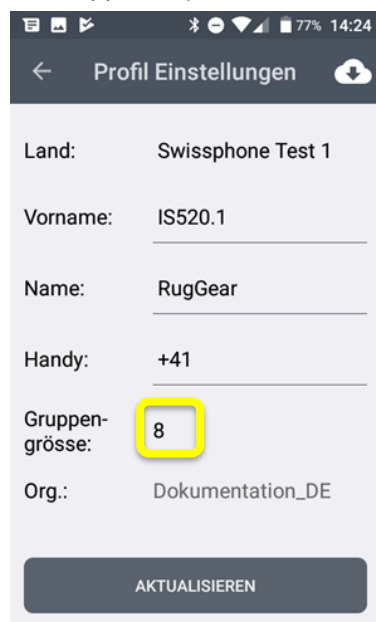 77% 14:24
Profil Einstellungen
Land: Swissphone Test 1
Vorname: IS520.1
Name: RugGear
Handy: +41
Gruppen-
grösse: 8
Org.: Dokumentation_DE
AKTUALISIEREN